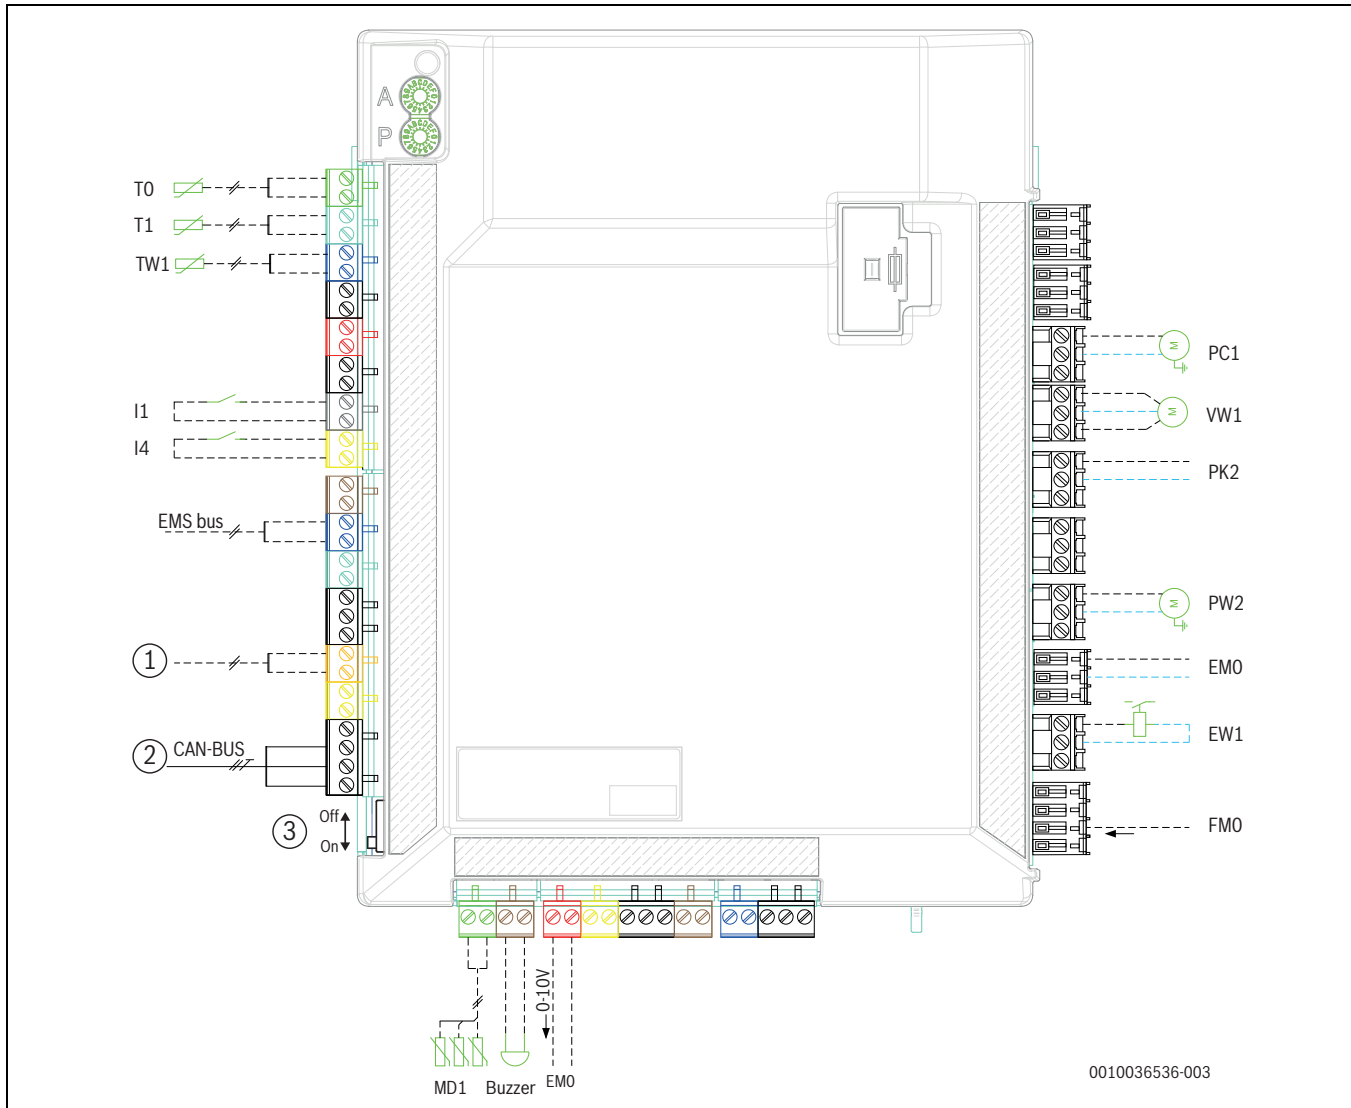 A
P
T0
T1
TW1
I1
I4
EMS bus
1
2 CAN-BUS
3 Off
On
PC1
M
VW1
M
PK2
PW2
M
EM0
EW1
FM0
0-10V
MD1 Buzzer EM0
0010036536-003